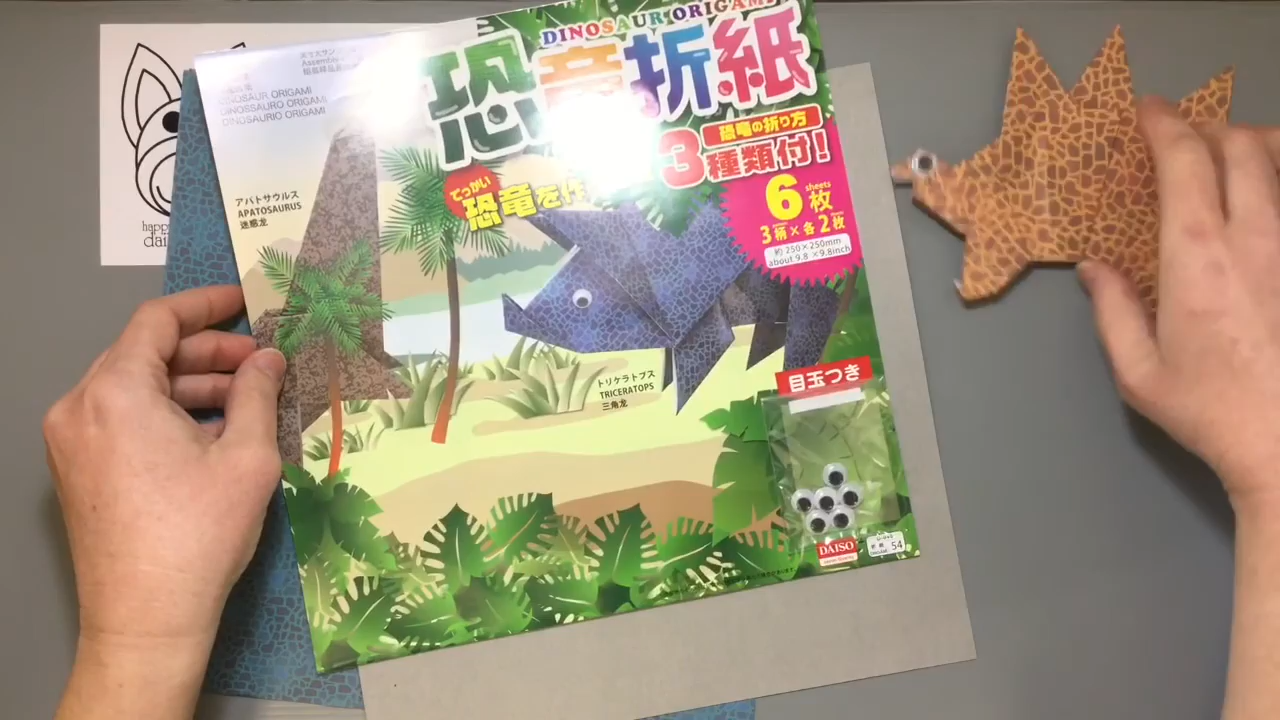 DINOSAUR ORIGAMI
恐竜折紙
恐竜の折り方
3種類付!
でっかい
恐竜を作
6枚
sheets
3柄×各2枚
約250×250mm
about 9.8×9.8inch
DINOSAUR ORIGAMI
DINOSSAURO ORIGAMI
DINOSAURIO ORIGAMI
アパトサウルス
APATOSAURUS
迷惑龙
トリケラトプス
TRICERATOPS
三角龙
目玉つき
DAISO
54
happ
dai